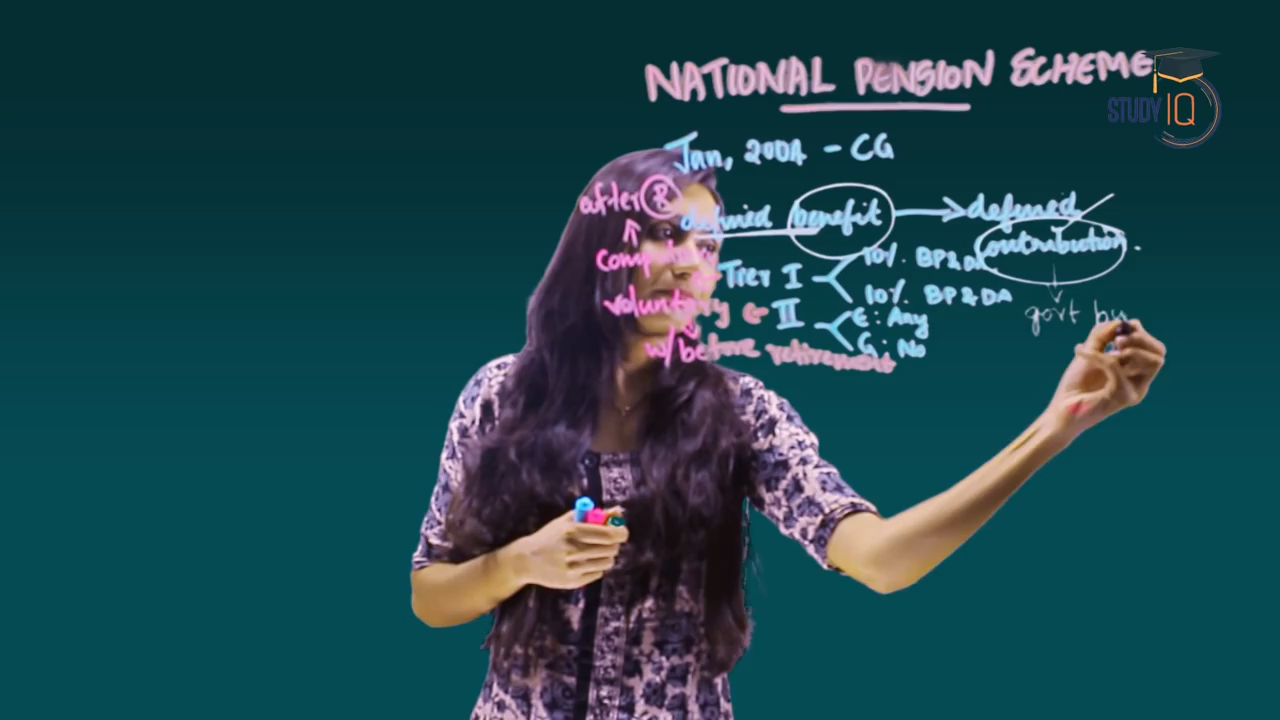 NATIONAL PENSION SCHEME
STUDY IQ
Jan, 2004 - CG
after R
defined benefit → defined contribution.
Tier I
10%. BP & DA
10%. BP & DA
voluntary ← II
E: Any
G: No
w/before retirement
govt bu